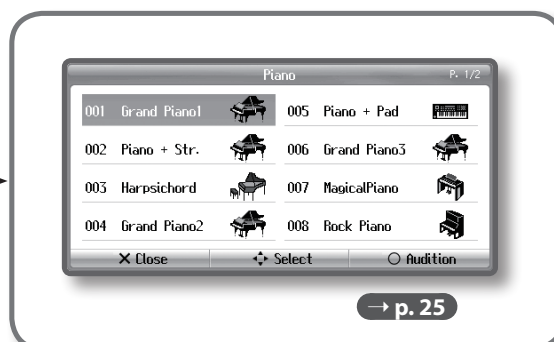 Piano P. 1/2
001 Grand Piano1 005 Piano + Pad
002 Piano + Str. 006 Grand Piano3
003 Harpsichord 007 MagicalPiano
004 Grand Piano2 008 Rock Piano
✕ Close Select ○ Audition
→ p. 25